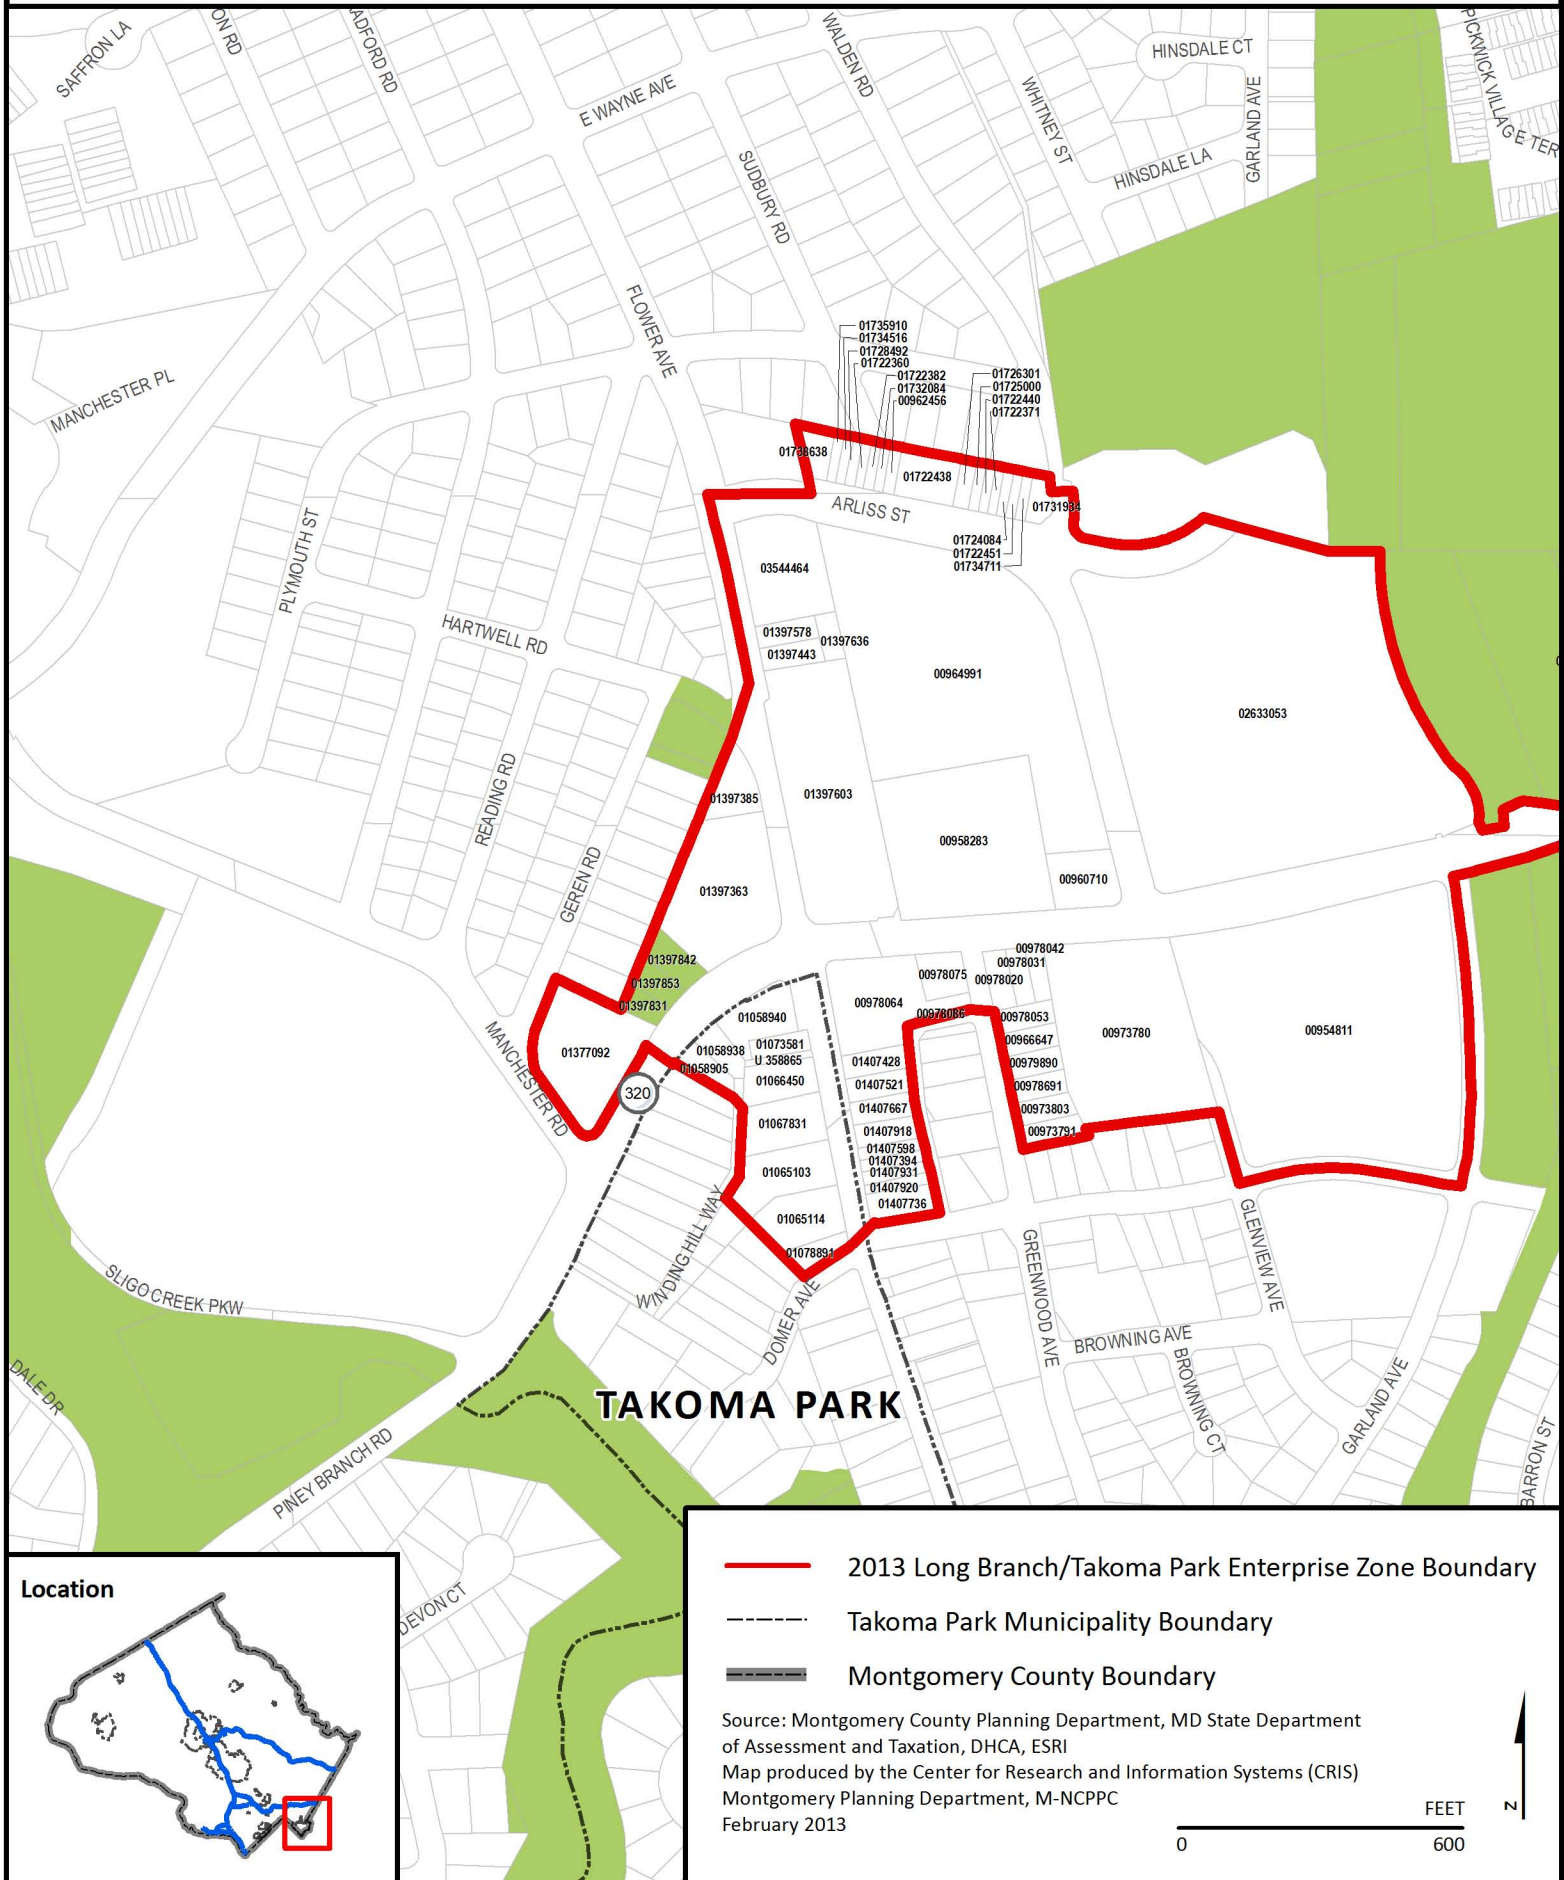 SAFFRON LA
ON RD
ADFORD RD
E WAYNE AVE
WALDEN RD
SUDBURY RD
WHITNEY ST
HINSDALE CT
GARLAND AVE
HINSDALE LA
PICKWICK VILLAGE TER
FLOWER AVE
MANCHESTER PL
01735910
01734516
01728492
01722360
01722382
01732084
00962456
01726301
01725000
01722440
01722371
01738638
01722438
ARLISS ST
01731934
01724084
01722451
01734711
03544464
PLYMOUTH ST
HARTWELL RD
01397578
01397636
01397443
00964991
02633053
READING RD
01397385
01397603
00958283
GEREN RD
01397363
00960710
01397842
01397853
01397831
00978042
00978031
00978075
00978020
00978064
00978086
00978053
01058940
00973780
00954811
MANCHESTER RD
01377092
01073581
01058938
U 358865
01058905
01066450
320
01407428
01407521
01407667
01407918
01407598
01407394
01407931
01407920
01407736
00966647
00979890
00978691
00973803
00973791
01067831
01065103
01065114
01078891
WINDING HILL WAY
DOMER AVE
GREENWOOD AVE
GLENVIEW AVE
BROWNING AVE
BROWNING CT
GARLAND AVE
BARRON ST
SLIGO CREEK PKW
DALE DR
PINEY BRANCH RD
DEVON CT
TAKOMA PARK
Location
2013 Long Branch/Takoma Park Enterprise Zone Boundary
Takoma Park Municipality Boundary
Montgomery County Boundary
Source: Montgomery County Planning Department, MD State Department
of Assessment and Taxation, DHCA, ESRI
Map produced by the Center for Research and Information Systems (CRIS)
Montgomery Planning Department, M-NCPPC
February 2013
FEET
0
600
N